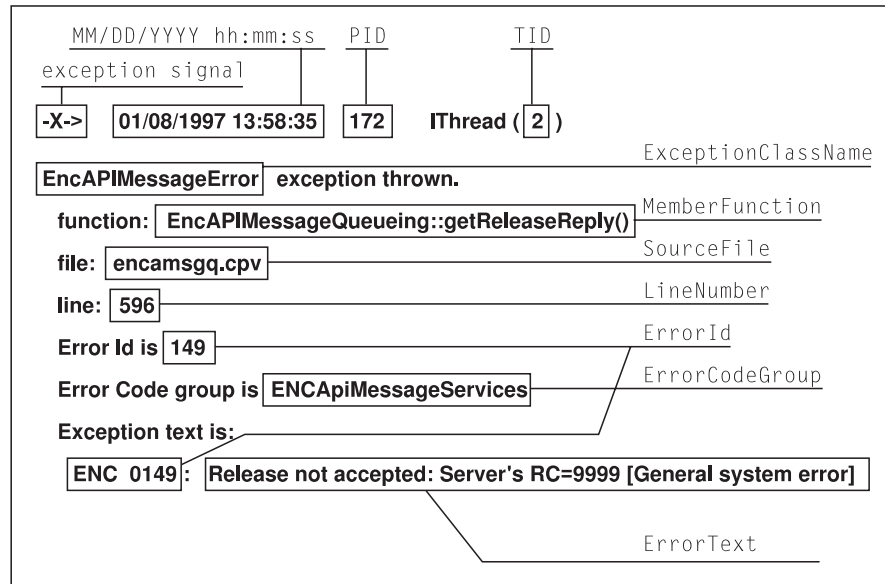 MM/DD/YYYY hh:mm:ss PID TID
exception signal
-X-> 01/08/1997 13:58:35 172 IThread ( 2 )
ExceptionClassName
EncAPIMessageError exception thrown.
function: EncAPIMessageQueueing::getReleaseReply() MemberFunction
file: encamsgq.cpv SourceFile
line: 596 LineNumber
Error Id is 149 ErrorId
Error Code group is ENCApiMessageServices ErrorCodeGroup
Exception text is:
ENC 0149 : Release not accepted: Server's RC=9999 [General system error]
ErrorText